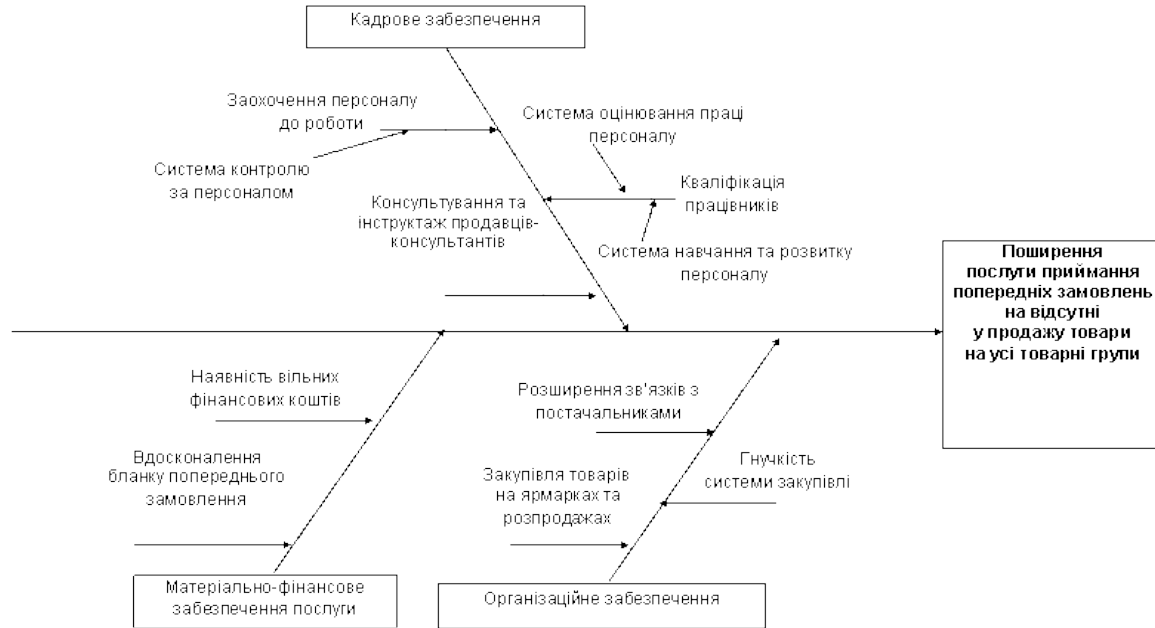 Кадрове забезпечення
Заохочення персоналу
до роботи
Система оцінювання праці
персоналу
Система контролю
за персоналом
Кваліфікація
працівників
Консультування та
інструктаж продавців-
консультантів
Система навчання та розвитку
персоналу
Поширення
послуги приймання
попередніх замовлень
на відсутні
у продажу товари
на усі товарні групи
Наявність вільних
фінансових коштів
Розширення зв'язків з
постачальниками
Вдосконалення
бланку попереднього
замовлення
Закупівля товарів
на ярмарках та
розпродажах
Гнучкість
системи закупівлі
Матеріально-фінансове
забезпечення послуги
Організаційне забезпечення